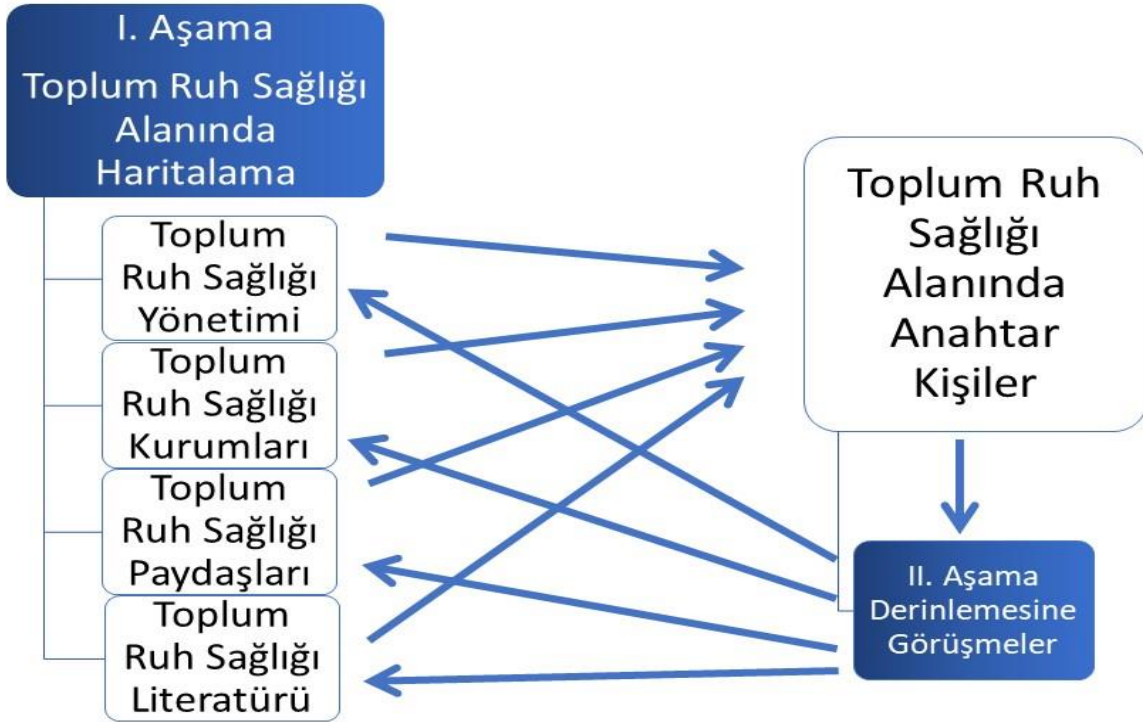 I. Aşama
Toplum Ruh Sağlığı
Alanında
Haritalama
Toplum
Ruh Sağlığı
Yönetimi
Toplum
Ruh Sağlığı
Kurumları
Toplum
Ruh Sağlığı
Paydaşları
Toplum
Ruh Sağlığı
Literatürü
Toplum Ruh
Sağlığı
Alanında
Anahtar
Kişiler
II. Aşama
Derinlemesine
Görüşmeler